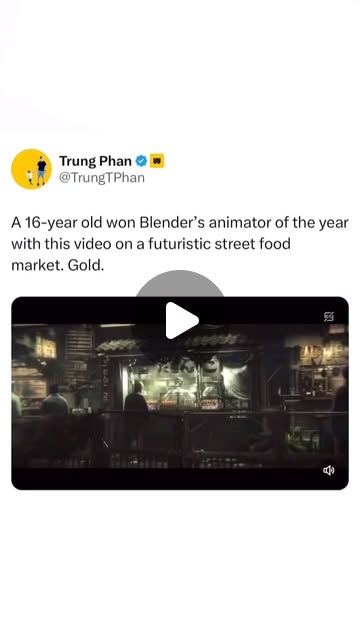 Trung Phan
@TrungTPhan
A 16-year old won Blender's animator of the year
with this video on a futuristic street food
market. Gold.